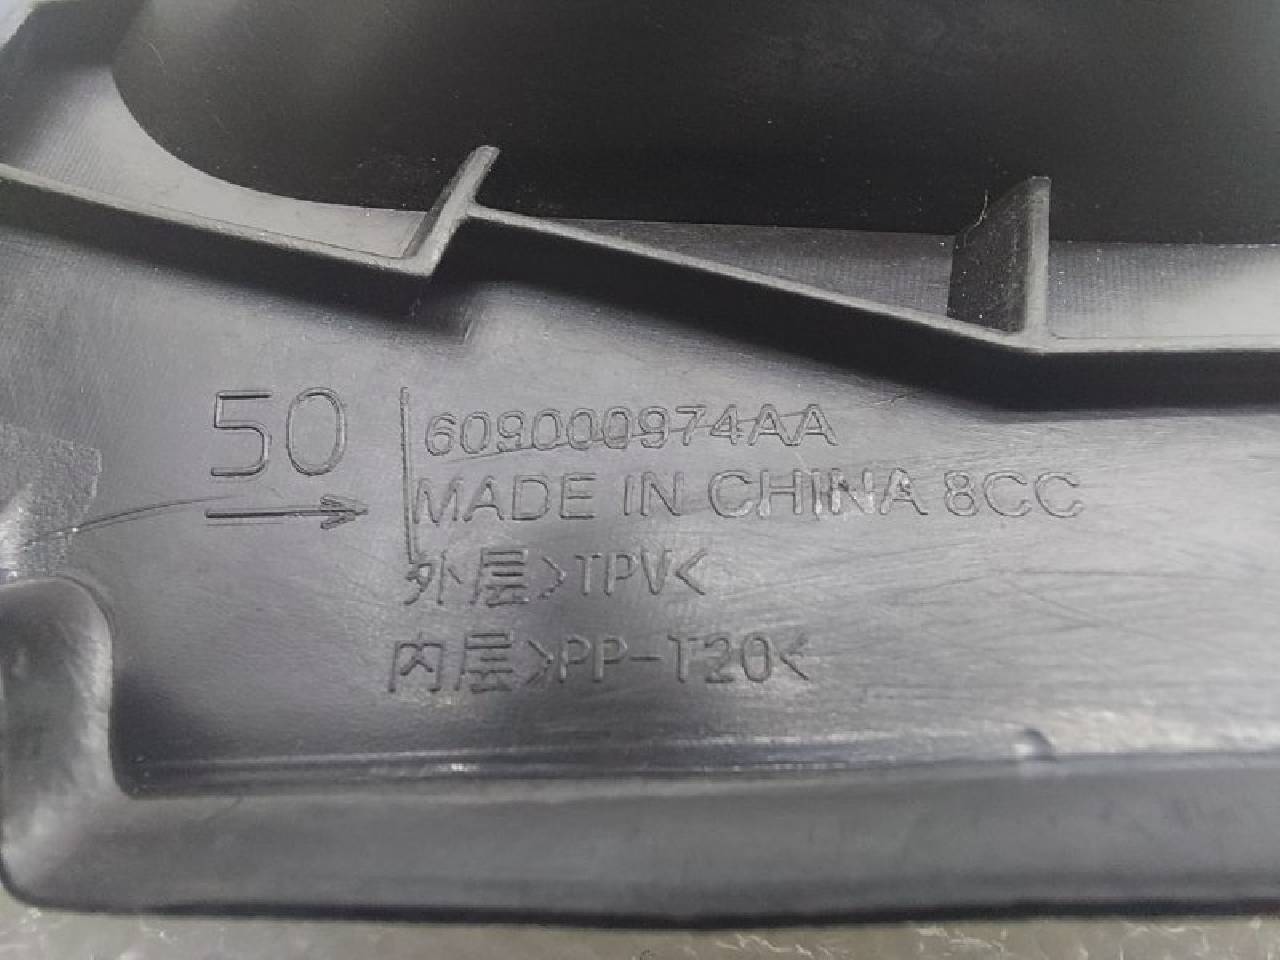 50
609000974AA
MADE IN CHINA 8CC
外层>TPV<
内层>PP-T20<